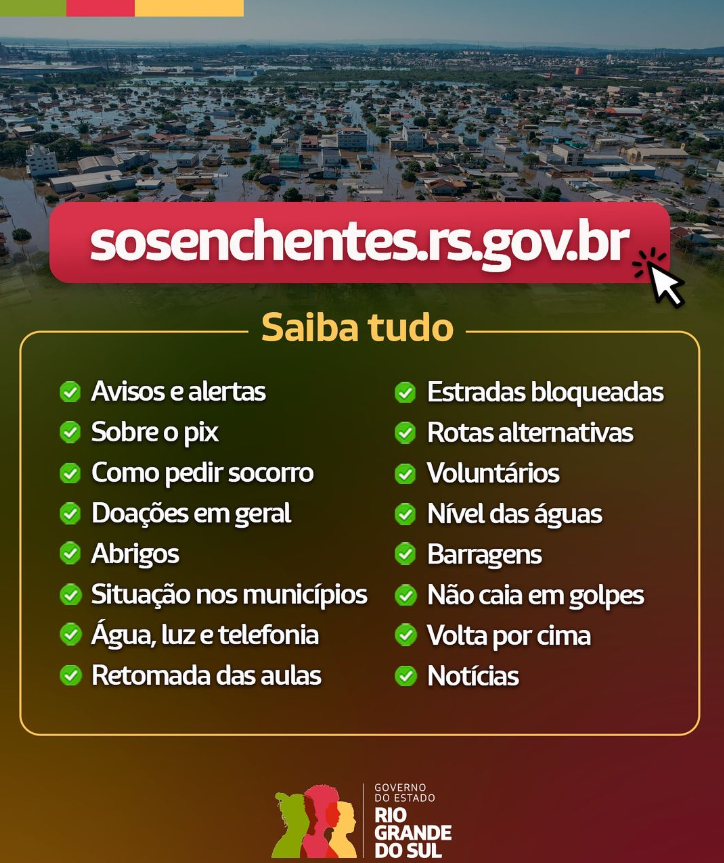 sosenchentes.rs.gov.br
Saiba tudo
Avisos e alertas
Sobre o pix
Como pedir socorro
Doações em geral
Abrigos
Situação nos municípios
Água, luz e telefonia
Retomada das aulas
Estradas bloqueadas
Rotas alternativas
Voluntários
Nível das águas
Barragens
Não caia em golpes
Volta por cima
Notícias
GOVERNO
DO ESTADO
RIO
GRANDE
DO SUL